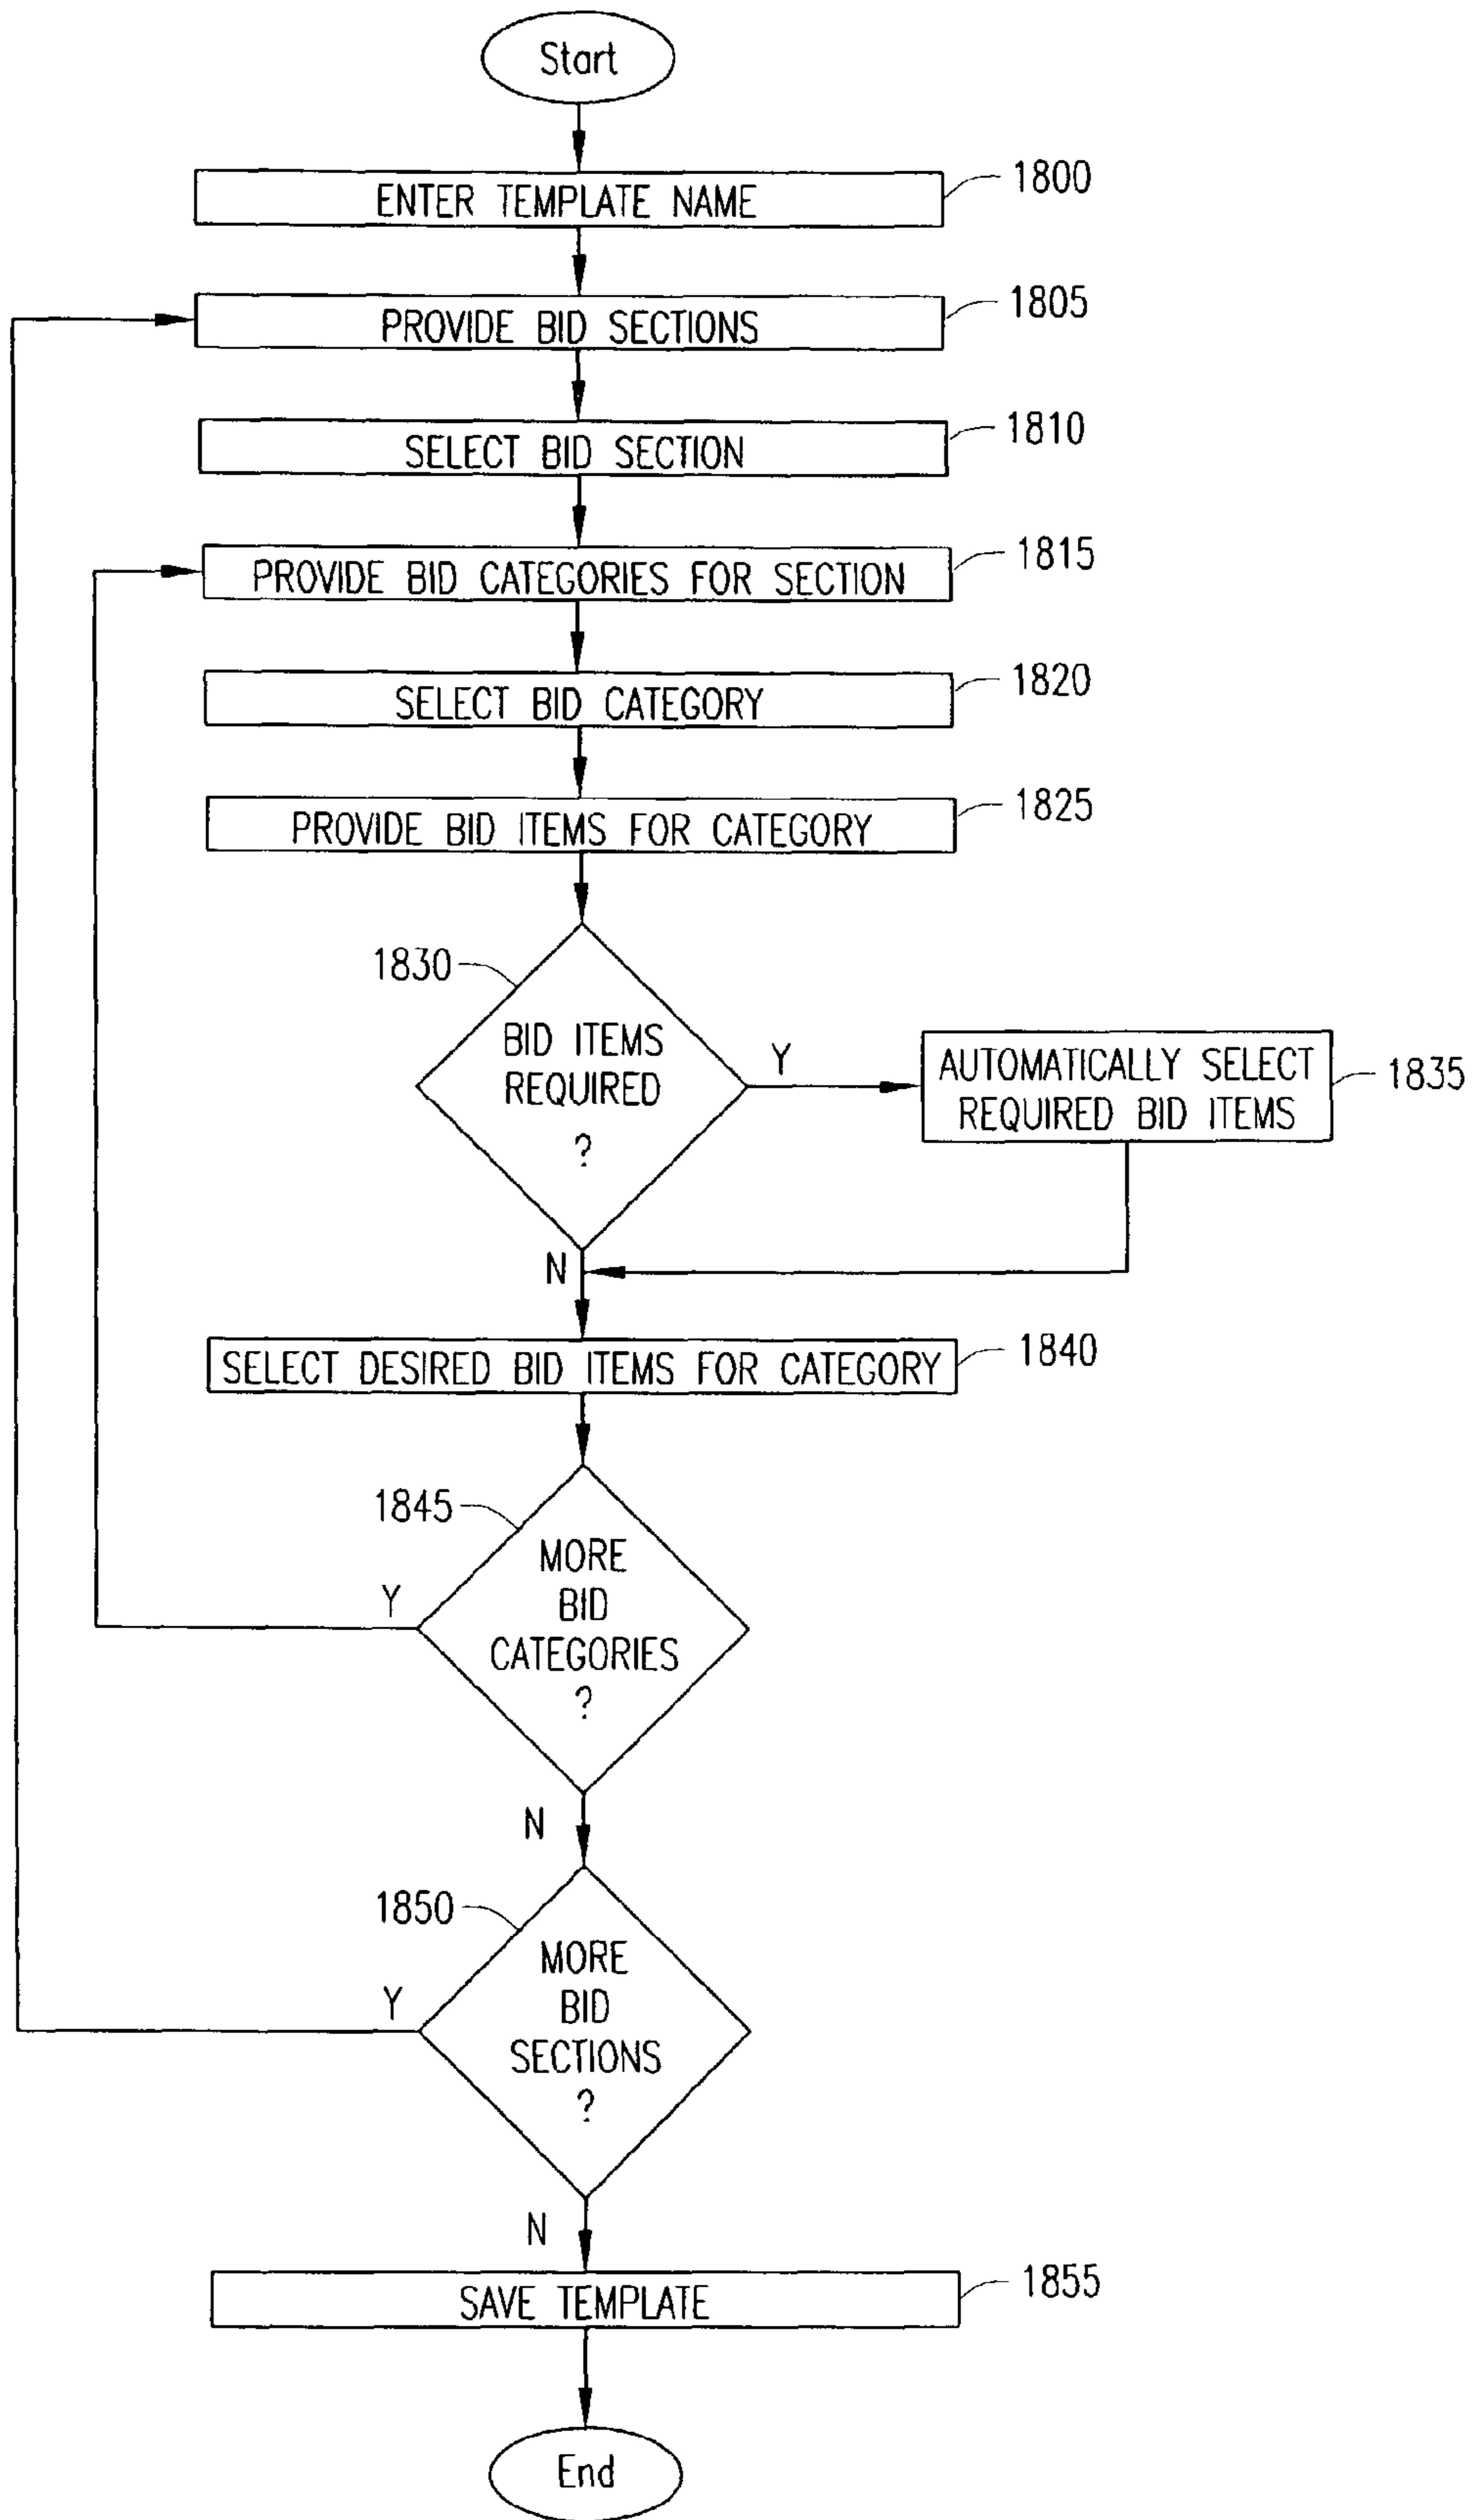 Start
ENTER TEMPLATE NAME
1800
PROVIDE BID SECTIONS
1805
SELECT BID SECTION
1810
PROVIDE BID CATEGORIES FOR SECTION
1815
SELECT BID CATEGORY
1820
PROVIDE BID ITEMS FOR CATEGORY
1825
1830
BID ITEMS
REQUIRED
?
Y
AUTOMATICALLY SELECT
REQUIRED BID ITEMS
1835
N
SELECT DESIRED BID ITEMS FOR CATEGORY
1840
1845
MORE
BID
CATEGORIES
?
Y
N
1850
MORE
BID
SECTIONS
?
Y
N
SAVE TEMPLATE
1855
End